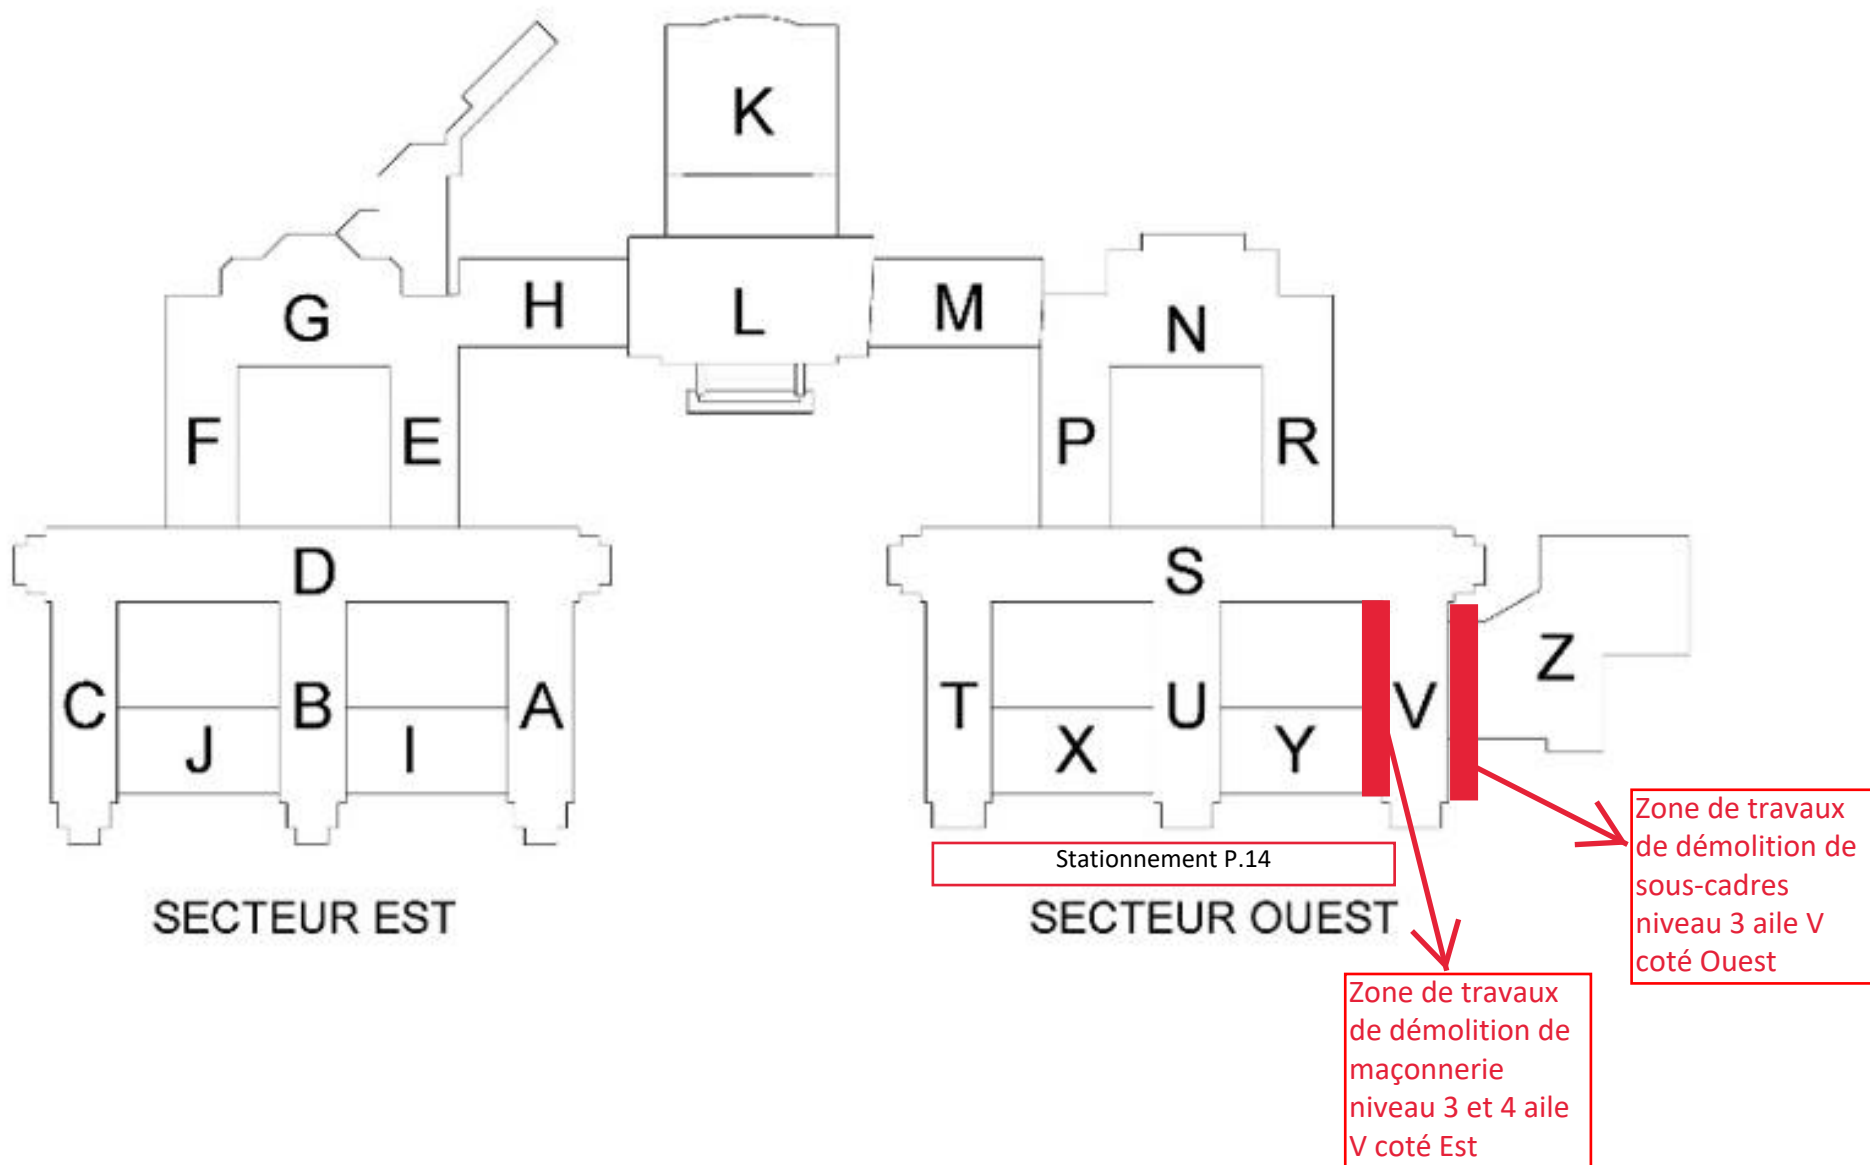 K
G
H
L
M
N
F
E
P
R
D
S
Z
C
B
A
T
U
V
J
I
X
Y
Stationnement P.14
SECTEUR EST
SECTEUR OUEST
Zone de travaux
de démolition de
sous-cadres
niveau 3 aile V
coté Ouest
Zone de travaux
de démolition de
maçonnerie
niveau 3 et 4 aile
V coté Est